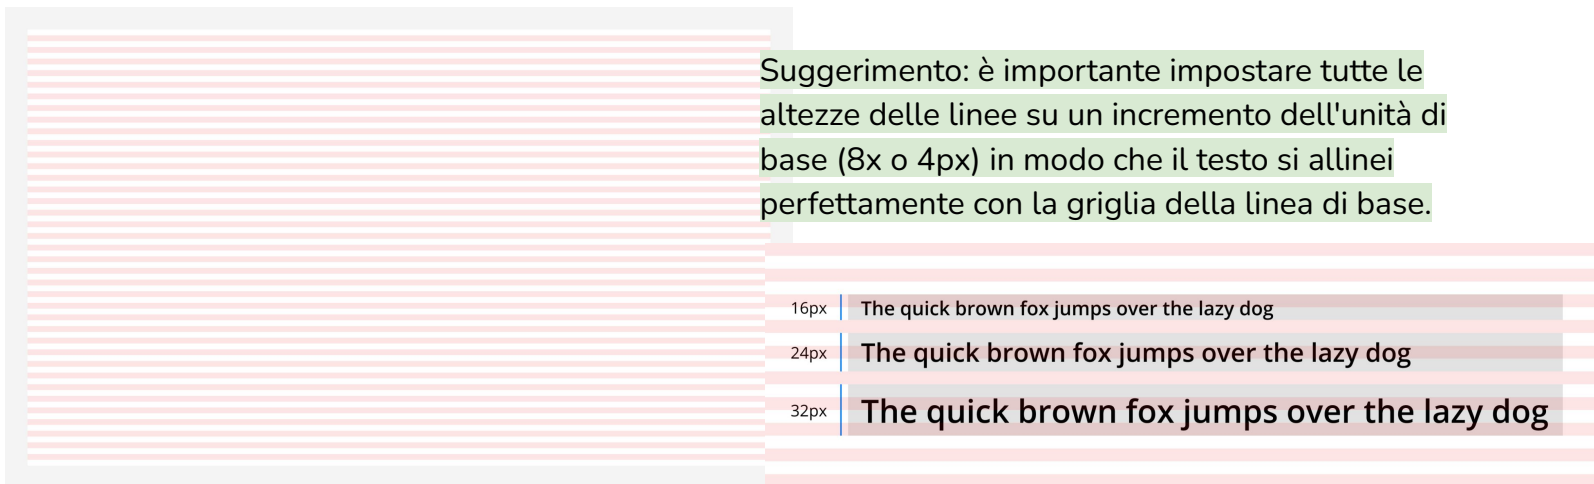 Suggerimento: è importante impostare tutte le
altezze delle linee su un incremento dell'unità di
base (8x o 4px) in modo che il testo si allinei
perfettamente con la griglia della linea di base.
16px The quick brown fox jumps over the lazy dog
24px The quick brown fox jumps over the lazy dog
32px The quick brown fox jumps over the lazy dog